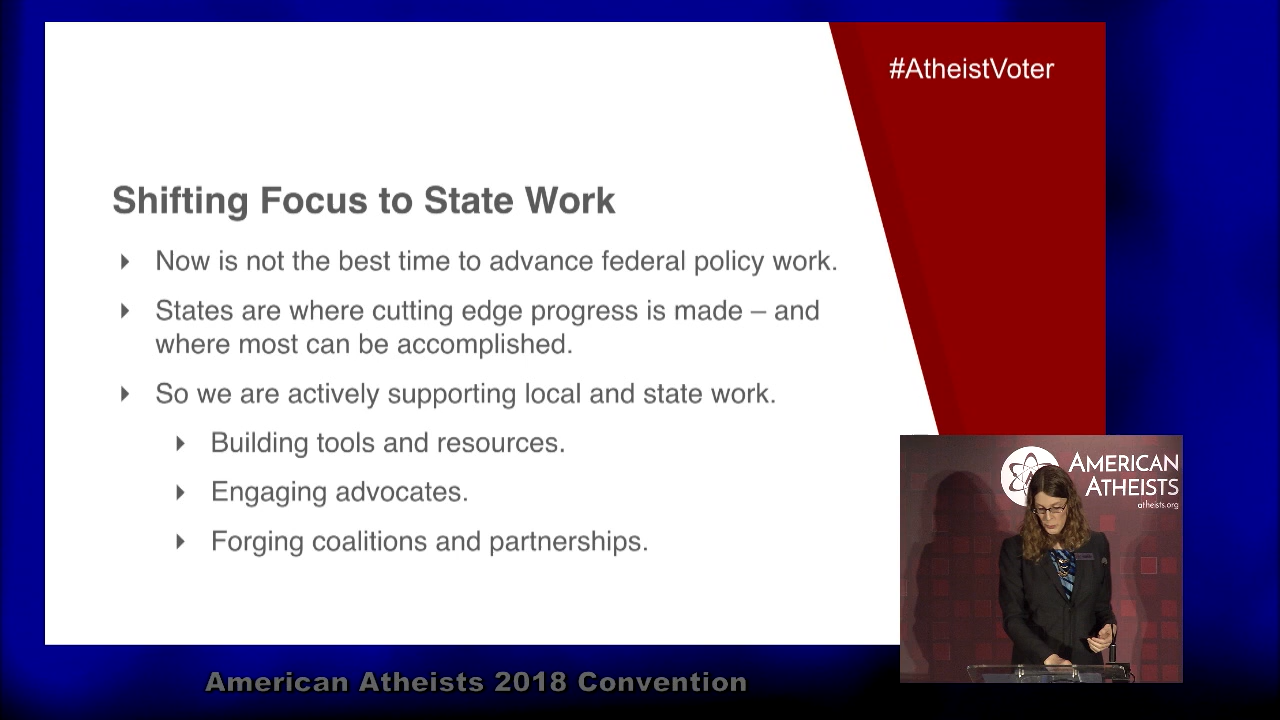 #AtheistVoter
Shifting Focus to State Work
Now is not the best time to advance federal policy work.
States are where cutting edge progress is made – and
where most can be accomplished.
So we are actively supporting local and state work.
Building tools and resources.
Engaging advocates.
Forging coalitions and partnerships.
AMERICAN
ATHEISTS
atheists.org
American Atheists 2018 Convention